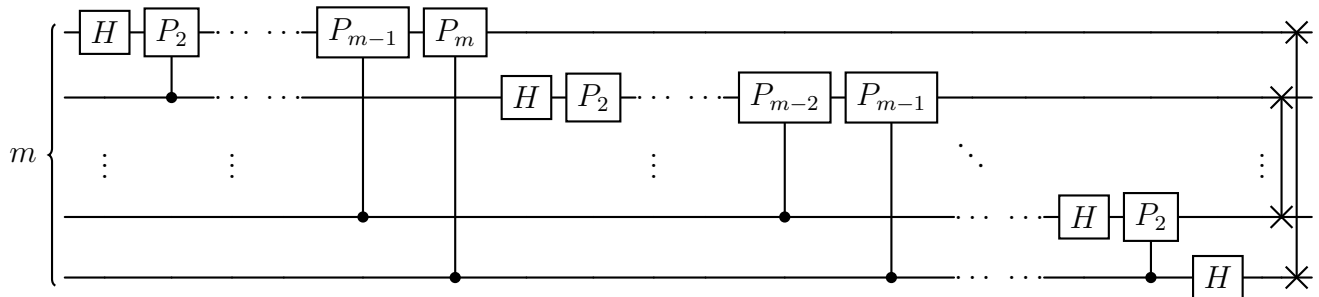 H P_2 · · · · · · P_{m-1} P_m
H P_2 · · · · · · P_{m-2} P_{m-1}
m ⋮ ⋮ ⋮ ⋱ ⋮
· · · · · · H P_2
· · · · · · H